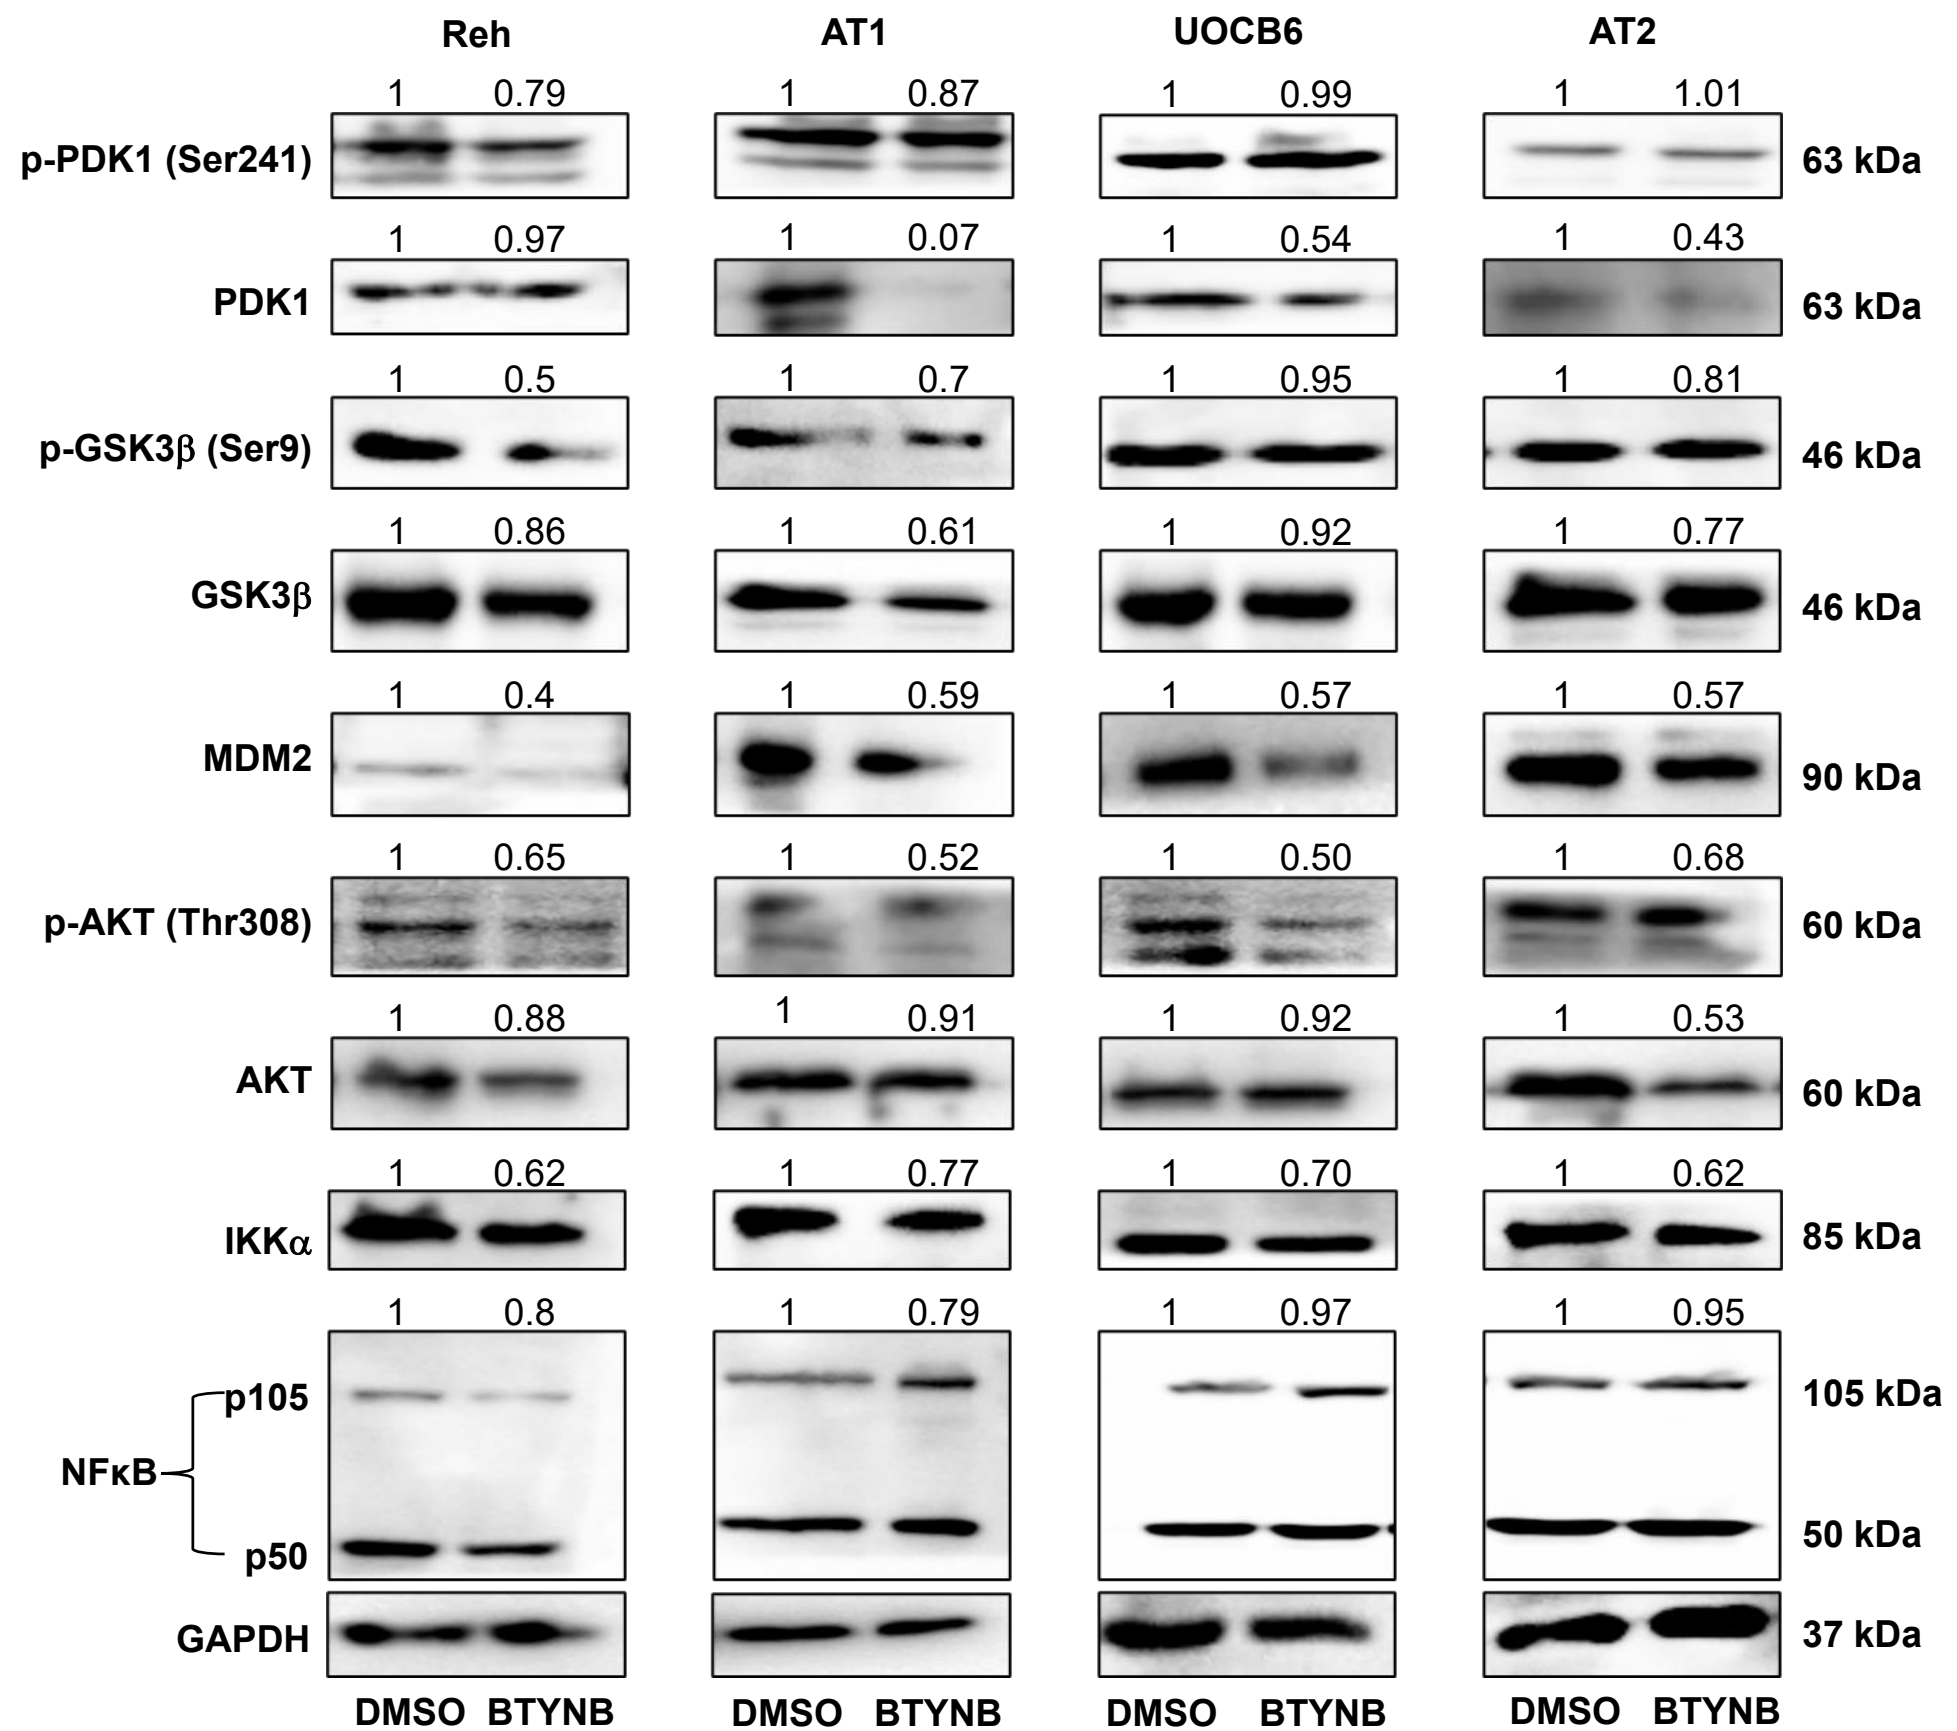 Reh AT1 UOCB6 AT2
1 0.79 1 0.87 1 0.99 1 1.01
p-PDK1 (Ser241) 63 kDa
1 0.97 1 0.07 1 0.54 1 0.43
PDK1 63 kDa
1 0.5 1 0.7 1 0.95 1 0.81
p-GSK3β (Ser9) 46 kDa
1 0.86 1 0.61 1 0.92 1 0.77
GSK3β 46 kDa
1 0.4 1 0.59 1 0.57 1 0.57
MDM2 90 kDa
1 0.65 1 0.52 1 0.50 1 0.68
p-AKT (Thr308) 60 kDa
1 0.88 1 0.91 1 0.92 1 0.53
AKT 60 kDa
1 0.62 1 0.77 1 0.70 1 0.62
IKKα 85 kDa
1 0.8 1 0.79 1 0.97 1 0.95
p105 105 kDa
NFκB
p50 50 kDa
GAPDH 37 kDa
DMSO BTYNB DMSO BTYNB DMSO BTYNB DMSO BTYNB